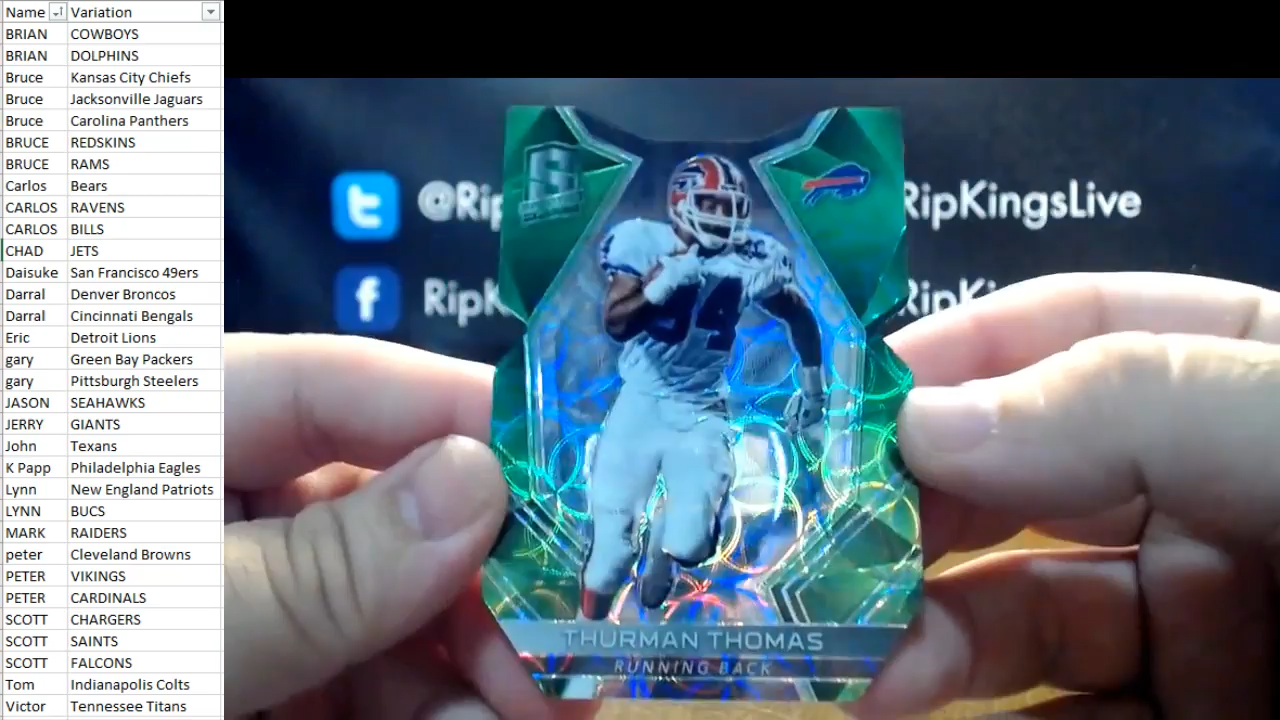 Name Variation
BRIAN COWBOYS
BRIAN DOLPHINS
Bruce Kansas City Chiefs
Bruce Jacksonville Jaguars
Bruce Carolina Panthers
BRUCE REDSKINS
BRUCE RAMS
Carlos Bears
CARLOS RAVENS
CARLOS BILLS
CHAD JETS
Daisuke San Francisco 49ers
Darral Denver Broncos
Darral Cincinnati Bengals
Eric Detroit Lions
gary Green Bay Packers
gary Pittsburgh Steelers
JASON SEAHAWKS
JERRY GIANTS
John Texans
K Papp Philadelphia Eagles
Lynn New England Patriots
LYNN BUCS
MARK RAIDERS
peter Cleveland Browns
PETER VIKINGS
PETER CARDINALS
SCOTT CHARGERS
SCOTT SAINTS
SCOTT FALCONS
Tom Indianapolis Colts
Victor Tennessee Titans
@Rip
RipKingsLive
f RipK
RipKin
S
34
THURMAN THOMAS
RUNNING BACK